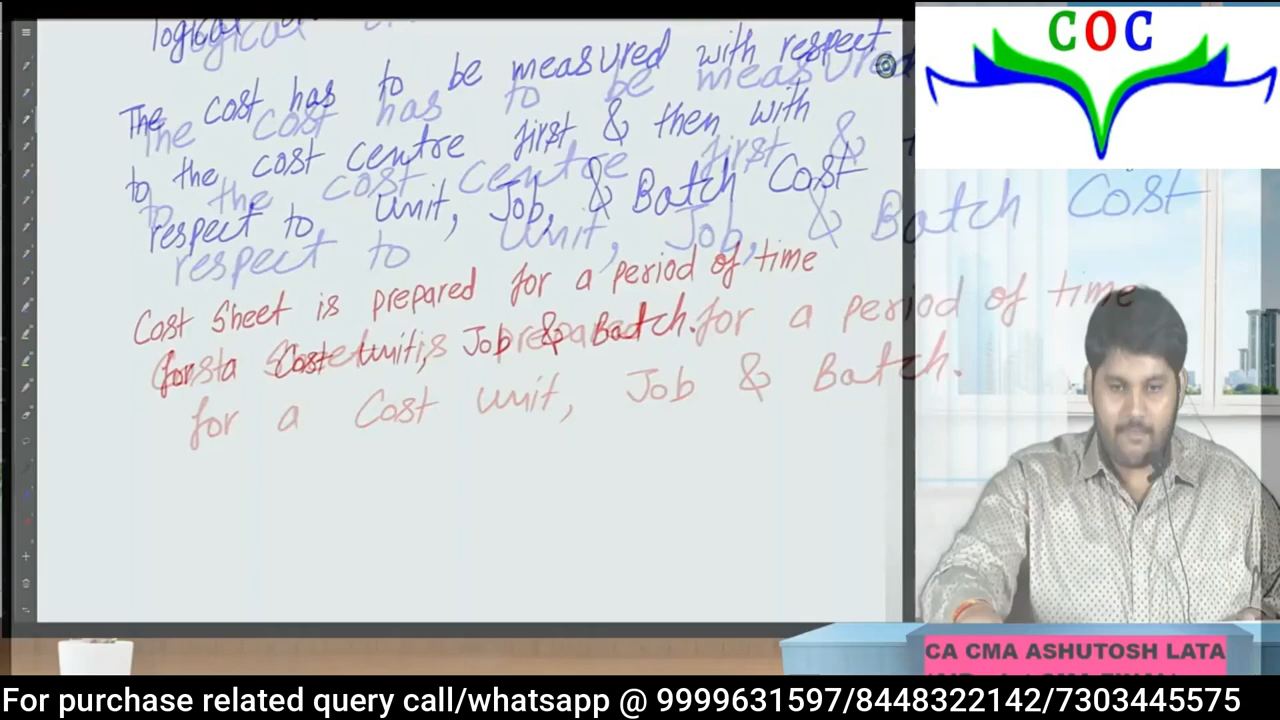 logical
The cost has to be measured with respect
to the cost centre first & then with
respect to unit, Job, & Batch Cost
Cost Sheet is prepared for a period of time
for a Cost unit, Job & Batch.
COC
CA CMA ASHUTOSH LATA
For purchase related query call/whatsapp @ 9999631597/8448322142/7303445575